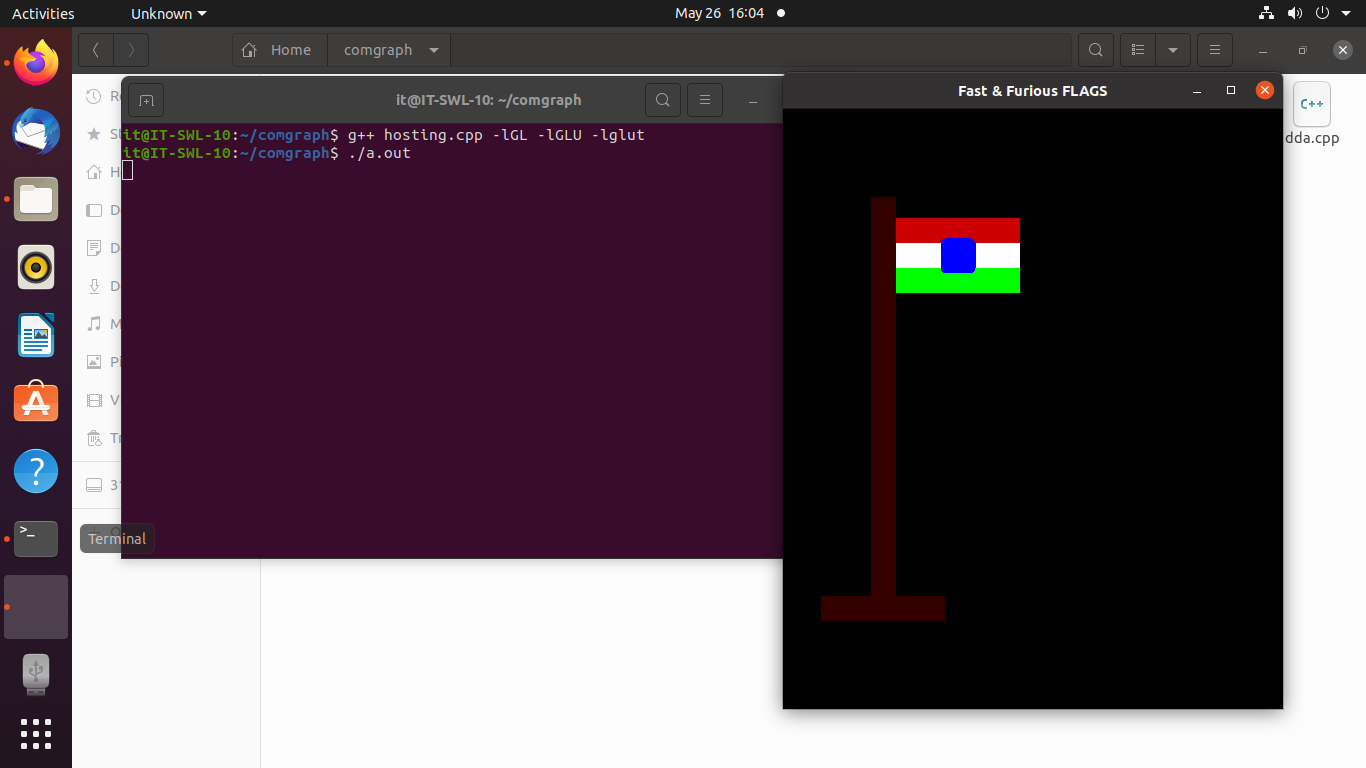 Activities
Unknown
May 26 16:04
Home
comgraph
it@IT-SWL-10: ~/comgraph
it@IT-SWL-10:~/comgraph$ g++ hosting.cpp -lGL -lGLU -lglut
it@IT-SWL-10:~/comgraph$ ./a.out
Fast & Furious FLAGS
C++
dda.cpp
Terminal